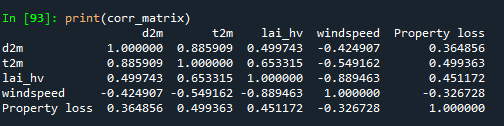 In [93]: print(corr_matrix)
d2m t2m lai_hv windspeed Property loss
d2m 1.000000 0.885909 0.499743 -0.424907 0.364856
t2m 0.885909 1.000000 0.653315 -0.549162 0.499363
lai_hv 0.499743 0.653315 1.000000 -0.889463 0.451172
windspeed -0.424907 -0.549162 -0.889463 1.000000 -0.326728
Property loss 0.364856 0.499363 0.451172 -0.326728 1.000000